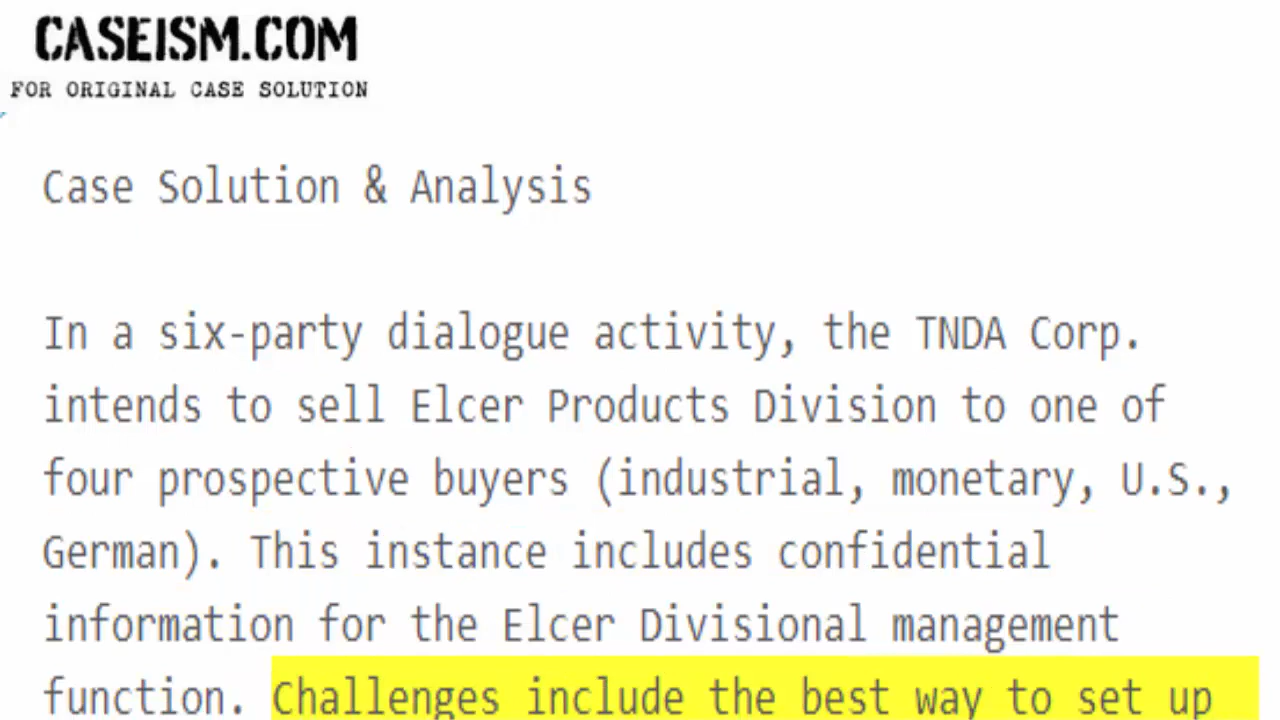 CASEISM.COM
FOR ORIGINAL CASE SOLUTION
Case Solution & Analysis
In a six-party dialogue activity, the TNDA Corp.
intends to sell Elcer Products Division to one of
four prospective buyers (industrial, monetary, U.S.,
German). This instance includes confidential
information for the Elcer Divisional management
function. Challenges include the best way to set up